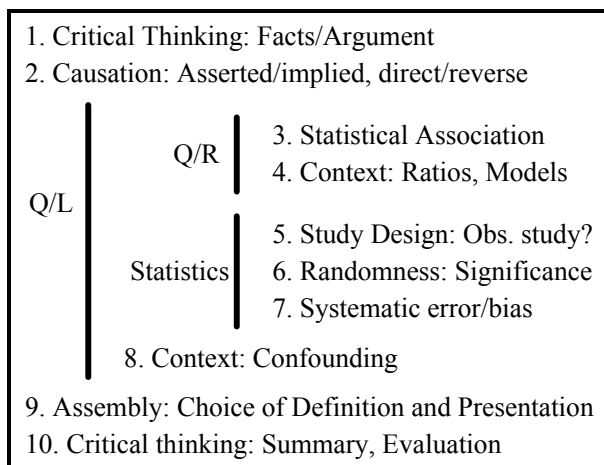 1. Critical Thinking: Facts/Argument
2. Causation: Asserted/implied, direct/reverse
3. Statistical Association
Q/R
4. Context: Ratios, Models
Q/L
5. Study Design: Obs. study?
Statistics
6. Randomness: Significance
7. Systematic error/bias
8. Context: Confounding
9. Assembly: Choice of Definition and Presentation
10. Critical thinking: Summary, Evaluation